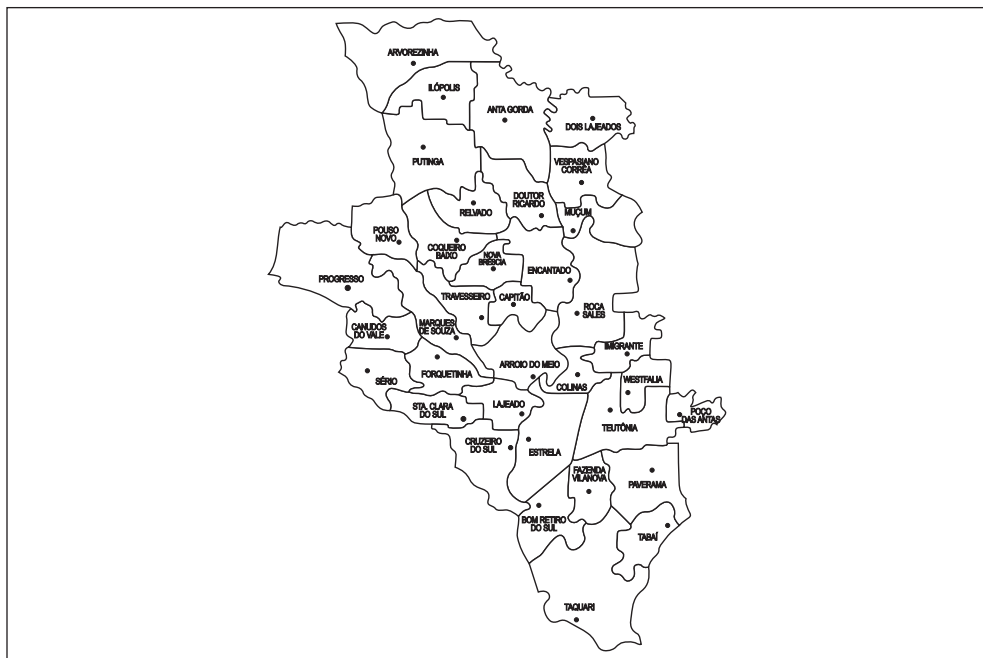 ARVOREZINHA
ILÓPOLIS
ANTA GORDA
DOIS LAJEADOS
PUTINGA
VESPASIANO
CORRÊA
DOUTOR
RICARDO
RELVADO
MUÇUM
POUSO
NOVO
COQUEIRO
BAIXO
NOVA
BRÉSCIA
ENCANTADO
PROGRESSO
TRAVESSEIRO
CAPITÃO
ROCA
SALES
CANUDOS
DO VALE
MARQUES
DE SOUZA
IMIGRANTE
ARROIO DO MEIO
FORQUETINHA
SÉRIO
COLINAS
WESTFALIA
STA. CLARA
DO SUL
LAJEADO
TEUTÔNIA
POÇO
DAS ANTAS
CRUZEIRO
DO SUL
ESTRELA
FAZENDA
VILANOVA
PAVERAMA
BOM RETIRO
DO SUL
TABAÍ
TAQUARI